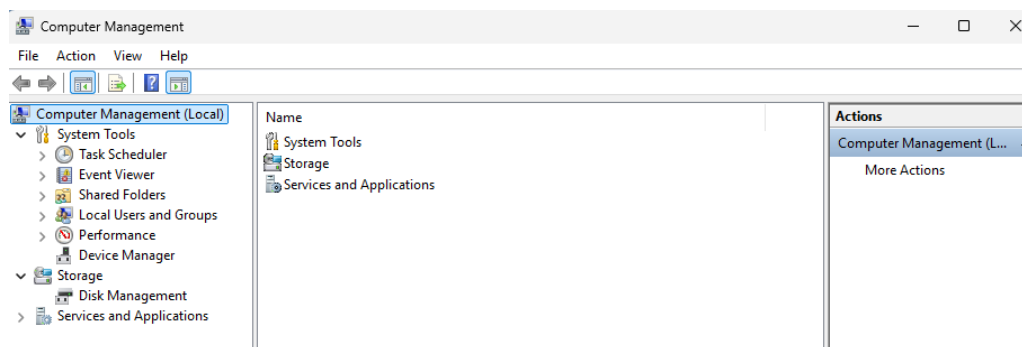 Computer Management
File Action View Help
Computer Management (Local)
System Tools
Task Scheduler
Event Viewer
Shared Folders
Local Users and Groups
Performance
Device Manager
Storage
Disk Management
Services and Applications
Name
System Tools
Storage
Services and Applications
Actions
Computer Management (L...
More Actions